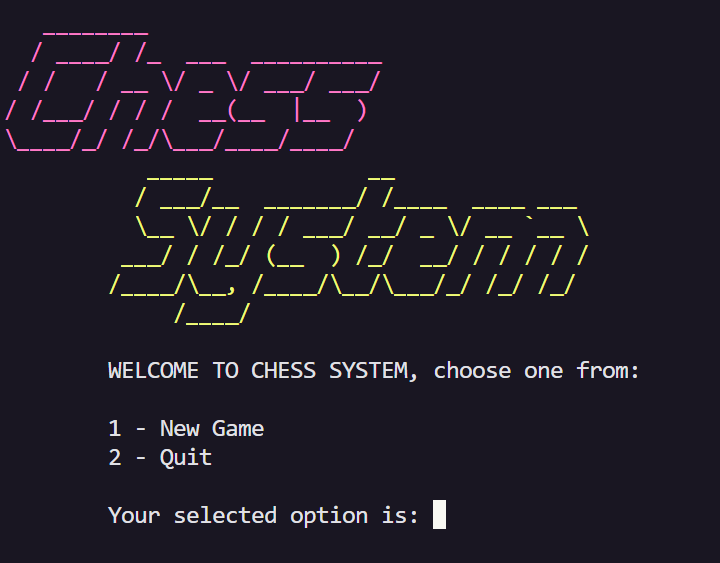 Chess
System
WELCOME TO CHESS SYSTEM, choose one from:
1 - New Game
2 - Quit
Your selected option is: